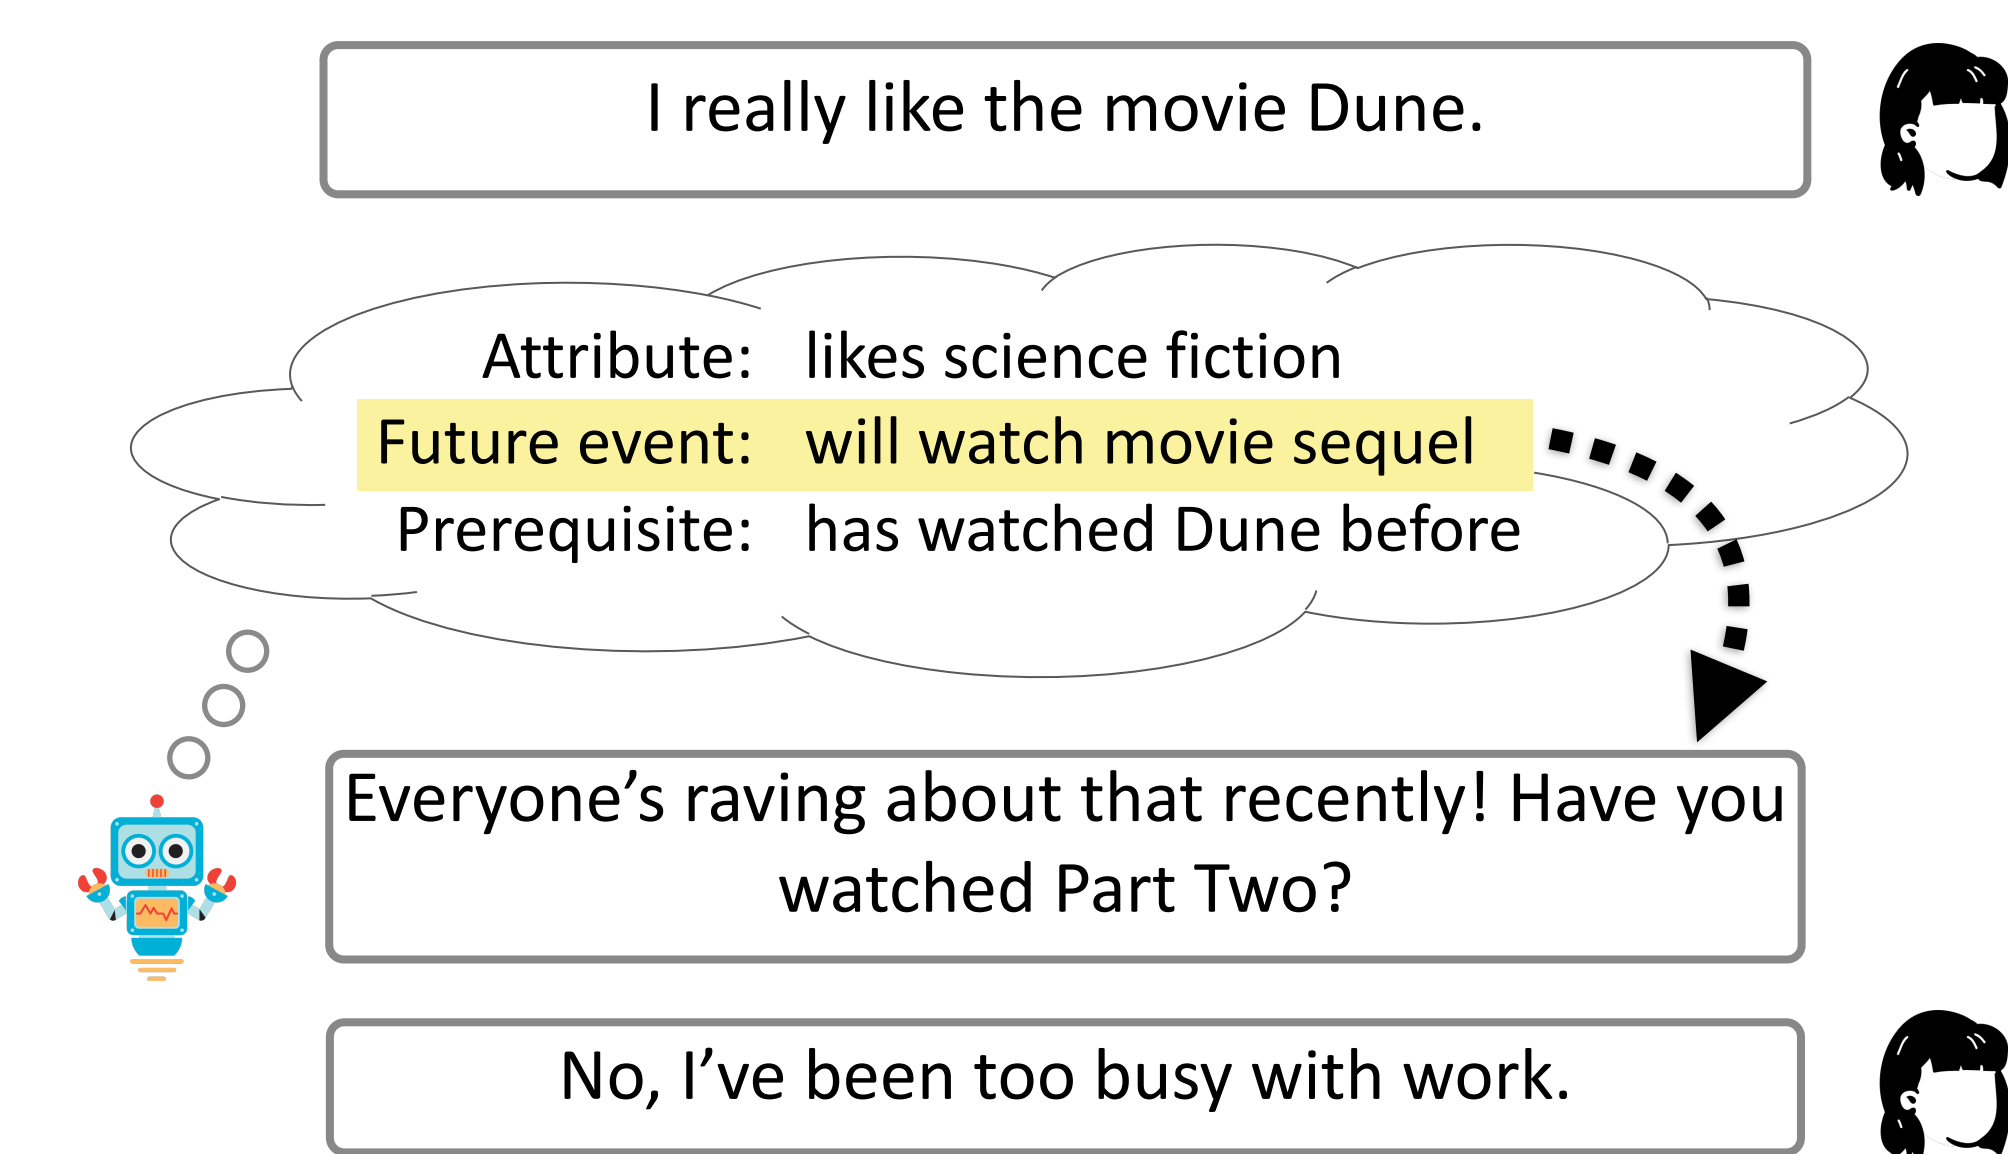 I really like the movie Dune.
Attribute: likes science fiction
Future event: will watch movie sequel
Prerequisite: has watched Dune before
Everyone’s raving about that recently! Have you
watched Part Two?
No, I’ve been too busy with work.